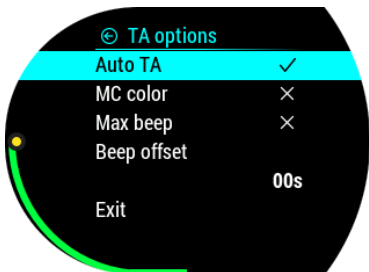 TA options
Auto TA
MC color
Max beep
Beep offset
00s
Exit